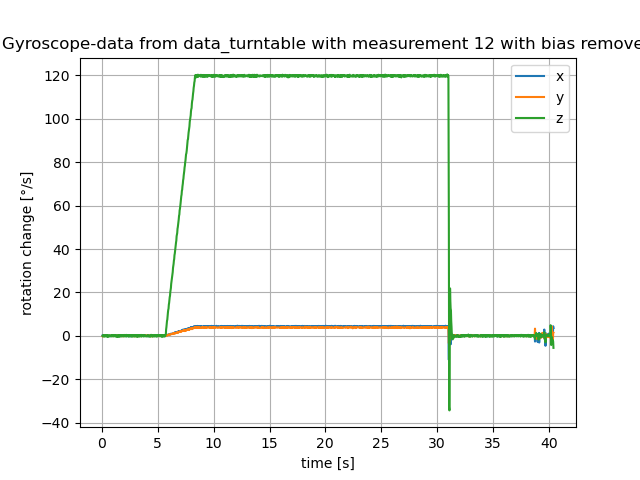 Gyroscope-data from data_turntable with measurement 12 with bias remove
x
y
z
120
100
80
60
40
20
0
−20
−40
rotation change [°/s]
0 5 10 15 20 25 30 35 40
time [s]